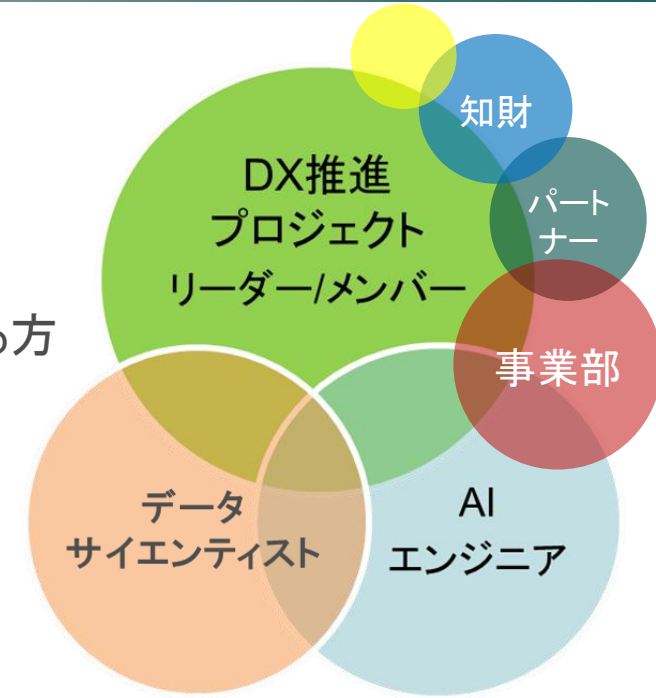 知財
DX推進
プロジェクト
リーダー/メンバー
パート
ナー
る方
事業部
データ
サイエンティスト
AI
エンジニア